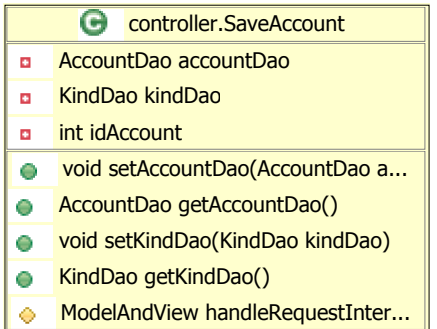 C controller.SaveAccount
AccountDao accountDao
KindDao kindDao
int idAccount
void setAccountDao(AccountDao a...
AccountDao getAccountDao()
void setKindDao(KindDao kindDao)
KindDao getKindDao()
ModelAndView handleRequestInter...